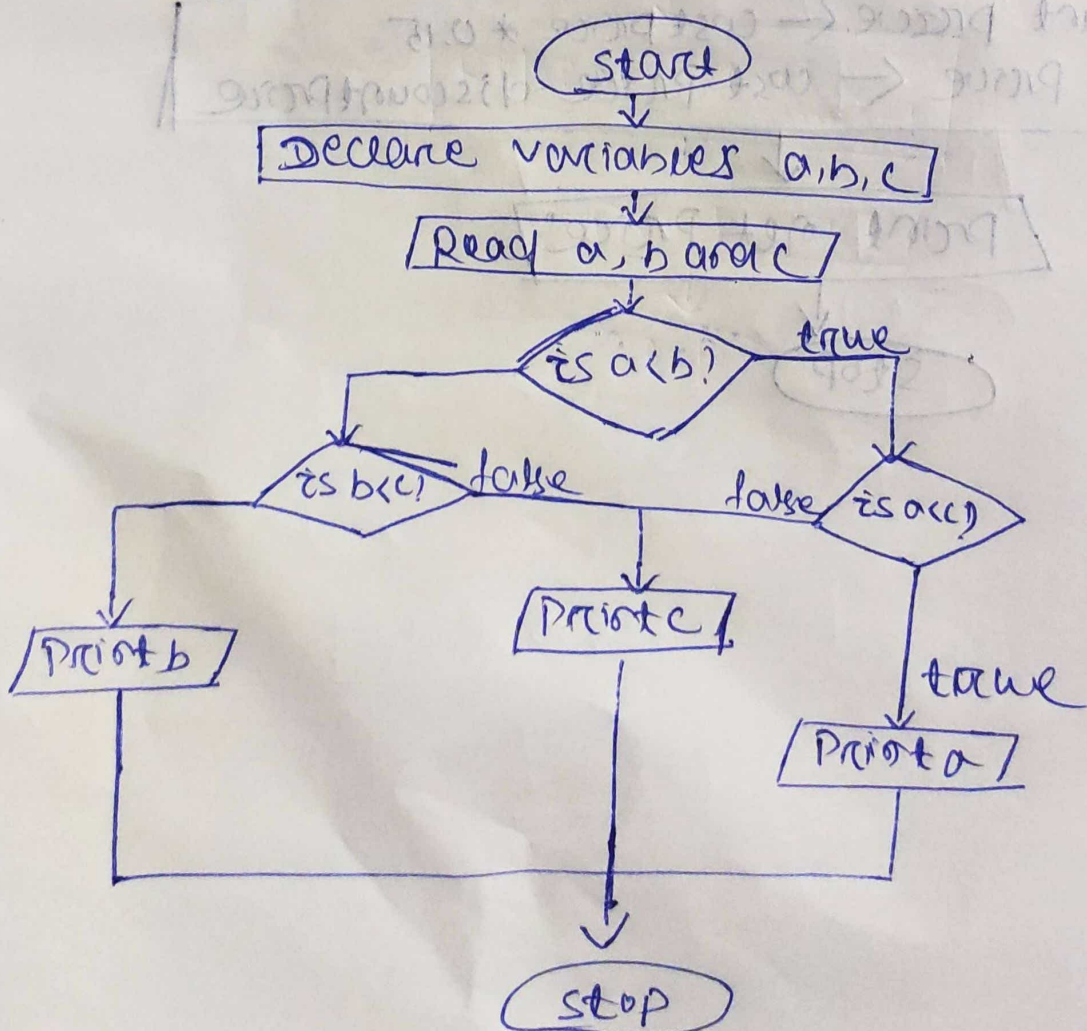 start
Declare variables a,b,c
Read a, b and c
is a<b?
true
is b<c?
false
false
is a<c?
Print b
Print c
true
Print a
stop